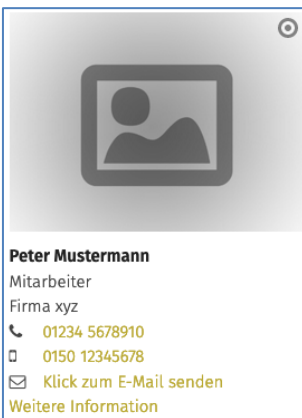 Peter Mustermann
Mitarbeiter
Firma xyz
01234 5678910
0150 12345678
Klick zum E-Mail senden
Weitere Information